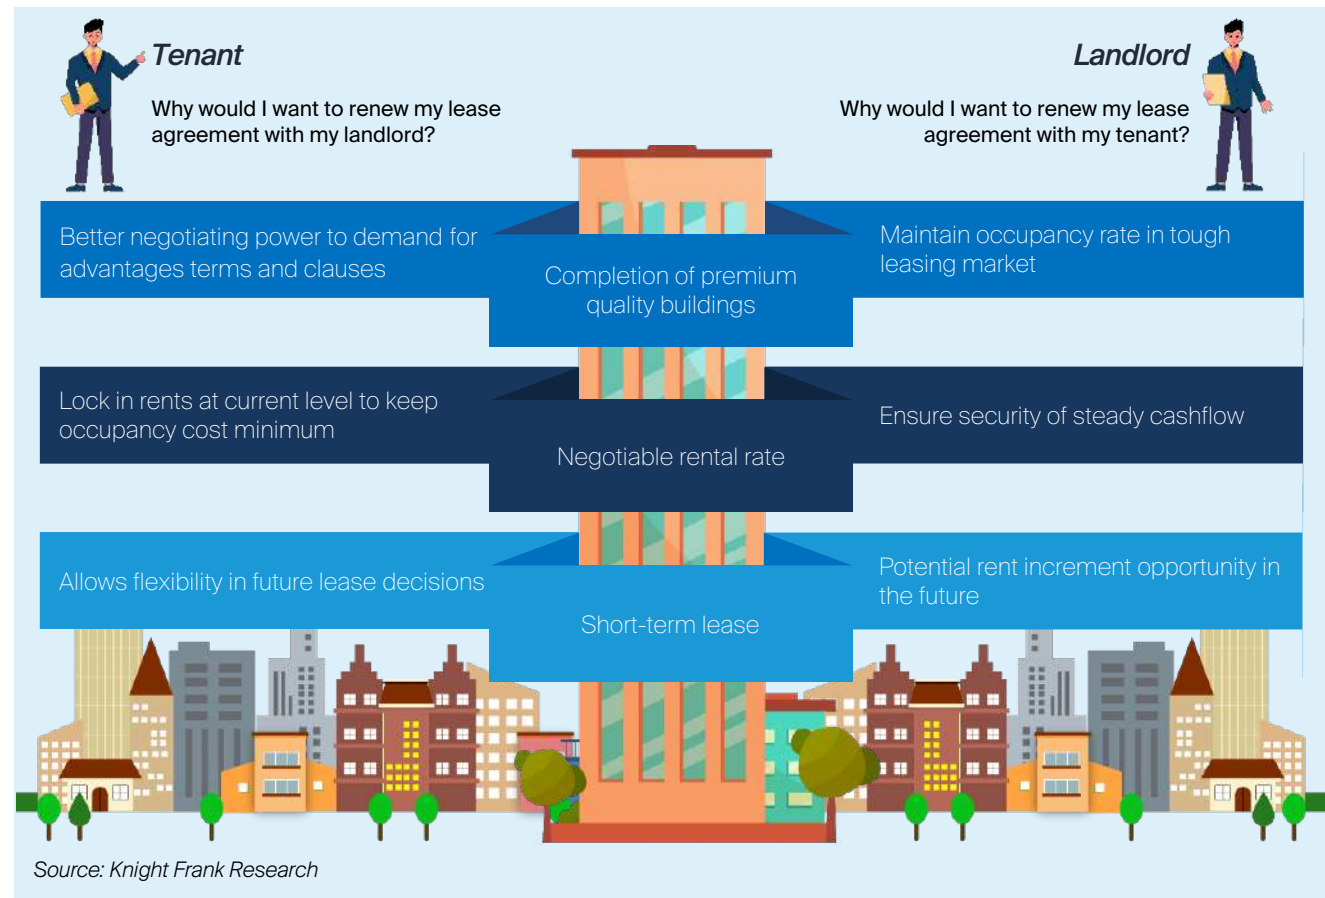 Tenant
Why would I want to renew my lease
agreement with my landlord?
Landlord
Why would I want to renew my lease
agreement with my tenant?
Better negotiating power to demand for
advantages terms and clauses
Completion of premium
quality buildings
Maintain occupancy rate in tough
leasing market
Lock in rents at current level to keep
occupancy cost minimum
Negotiable rental rate
Ensure security of steady cashflow
Allows flexibility in future lease decisions
Short-term lease
Potential rent increment opportunity in
the future
Source: Knight Frank Research